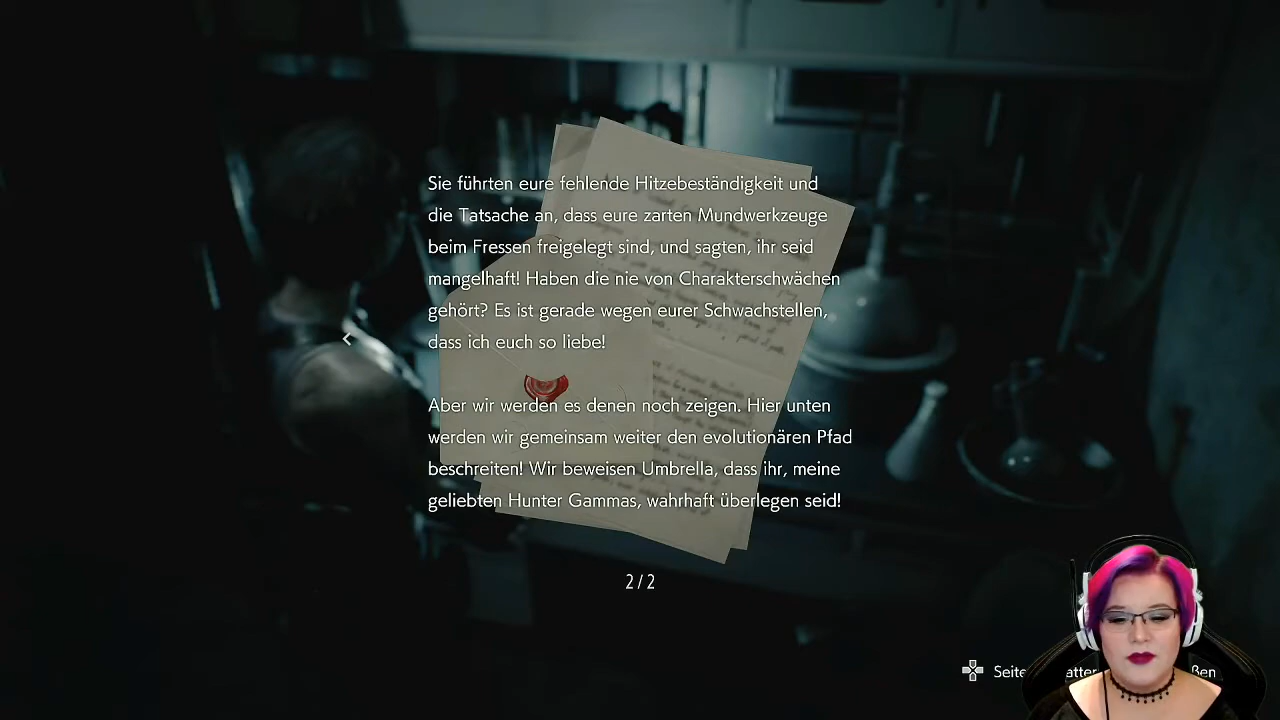 Sie führten eure fehlende Hitzebeständigkeit und
die Tatsache an, dass eure zarten Mundwerkzeuge
beim Fressen freigelegt sind, und sagten, ihr seid
mangelhaft! Haben die nie von Charakterschwächen
gehört? Es ist gerade wegen eurer Schwachstellen,
dass ich euch so liebe!
Aber wir werden es denen noch zeigen. Hier unten
werden wir gemeinsam weiter den evolutionären Pfad
beschreiten! Wir beweisen Umbrella, dass ihr, meine
geliebten Hunter Gammas, wahrhaft überlegen seid!
2/2
Seite